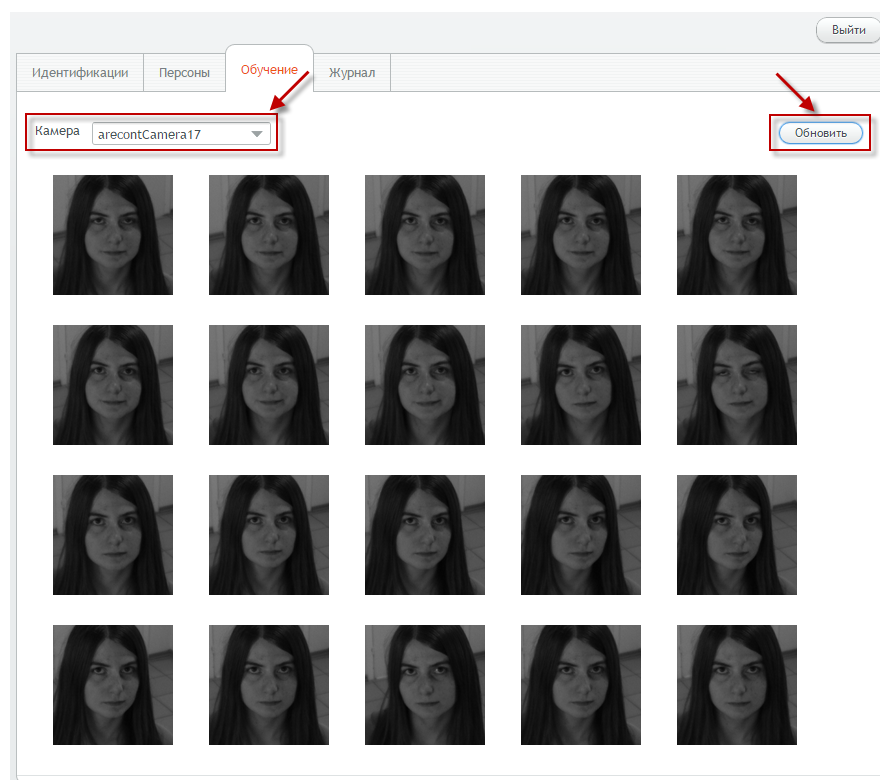 Выйти
Идентификации Персоны Обучение Журнал
Камера arecontCamera17 Обновить